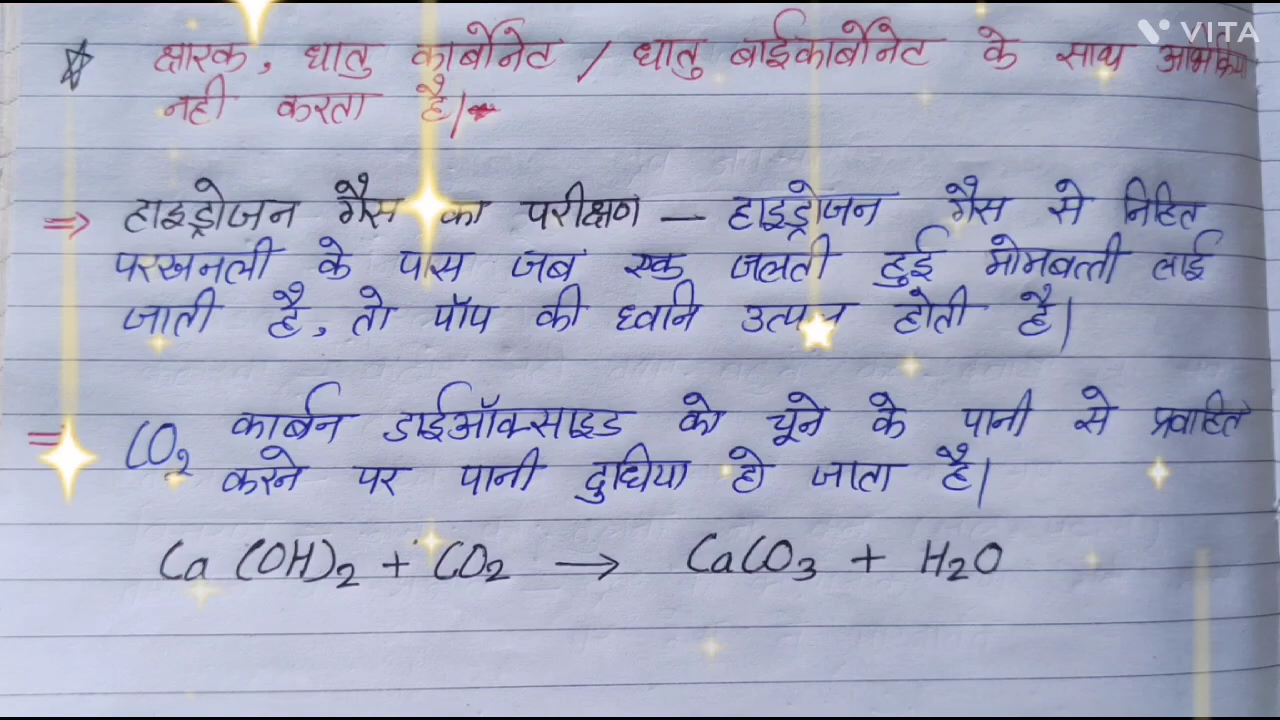 VITA
क्षारक, धातु कार्बोनेट / धातु बाईकार्बोनेट के साथ अभिक्रिया
नही करता है।
⇒ हाइड्रोजन गैस का परीक्षण — हाइड्रोजन गैस से निहित
परखनली के पास जब एक जलती हुई मोमबत्ती लाई
जाती है, तो पॉप की ध्वनि उत्पन्न होती है।
⇒ CO₂ कार्बन डाईऑक्साइड को चूने के पानी से प्रवाहित
करने पर पानी दुधिया हो जाता है।
Ca (OH)₂ + CO₂ → CaCO₃ + H₂O